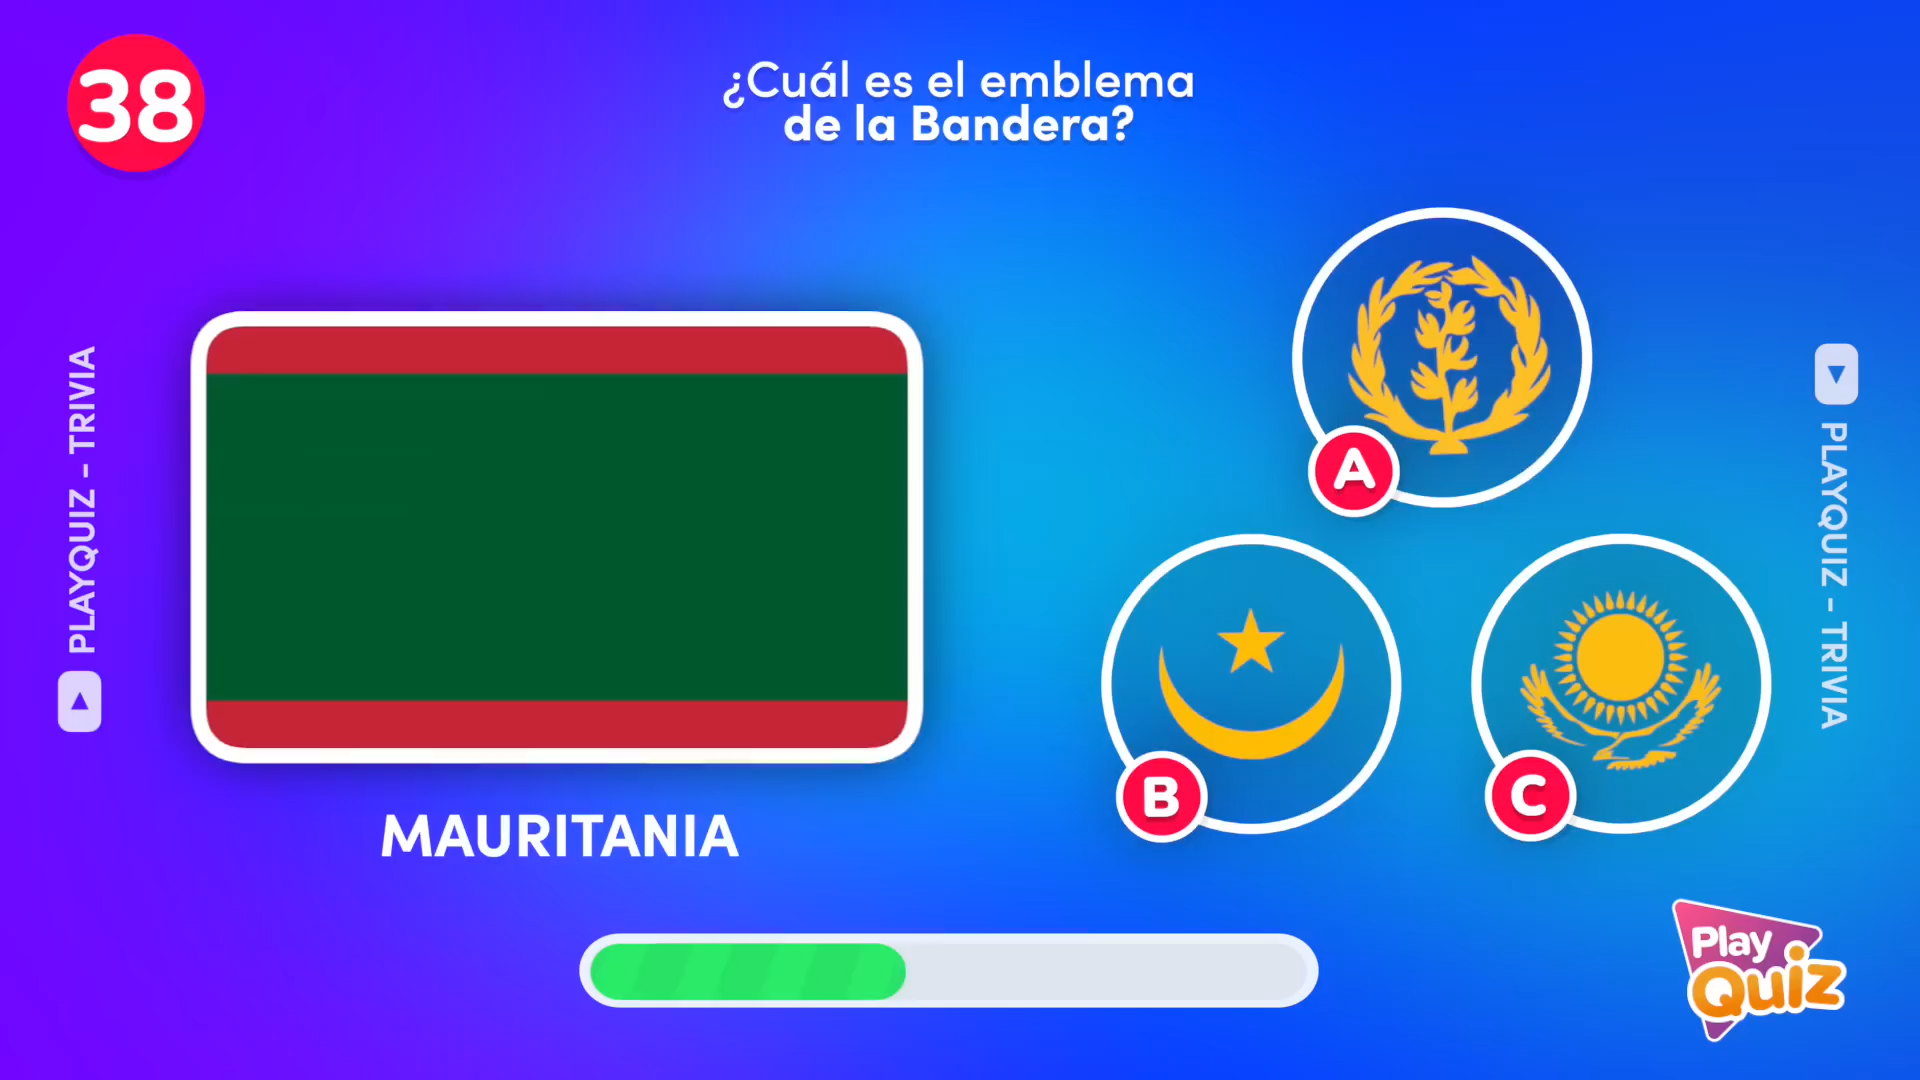 38
¿Cuál es el emblema
de la Bandera?
PLAYQUIZ - TRIVIA
MAURITANIA
A
B
C
PLAYQUIZ - TRIVIA
Play
Quiz